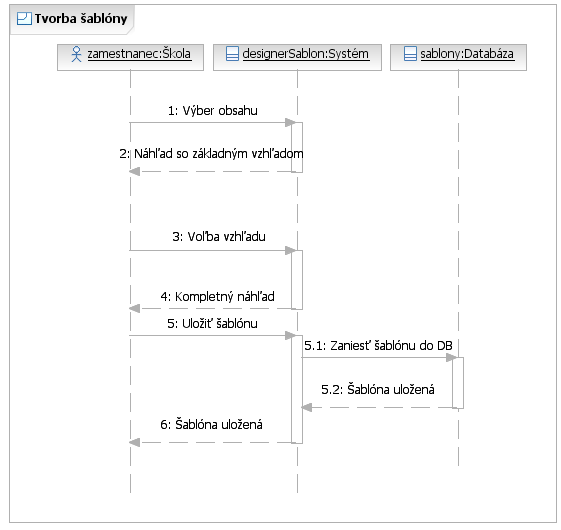 Tvorba šablóny
zamestnanec:Škola
designerSablon:Systém
sablony:Databáza
1: Výber obsahu
2: Náhľad so základným vzhľadom
3: Voľba vzhľadu
4: Kompletný náhľad
5: Uložiť šablónu
5.1: Zaniesť šablónu do DB
5.2: Šablóna uložená
6: Šablóna uložená